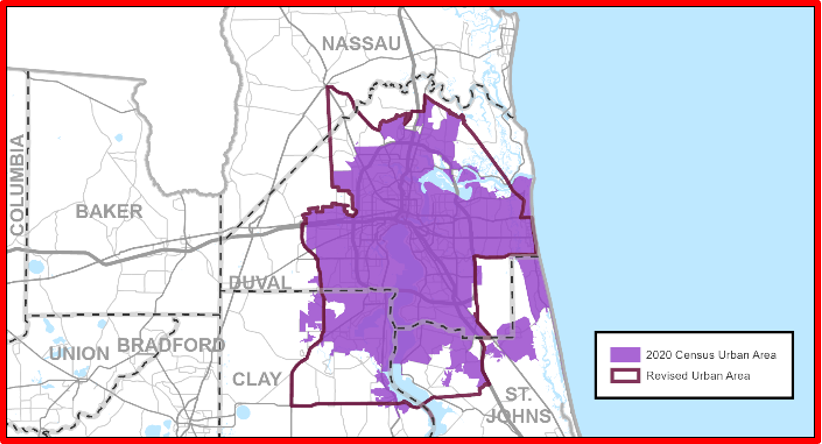 NASSAU
COLUMBIA
BAKER
DUVAL
UNION
BRADFORD
CLAY
ST.
JOHNS
2020 Census Urban Area
Revised Urban Area